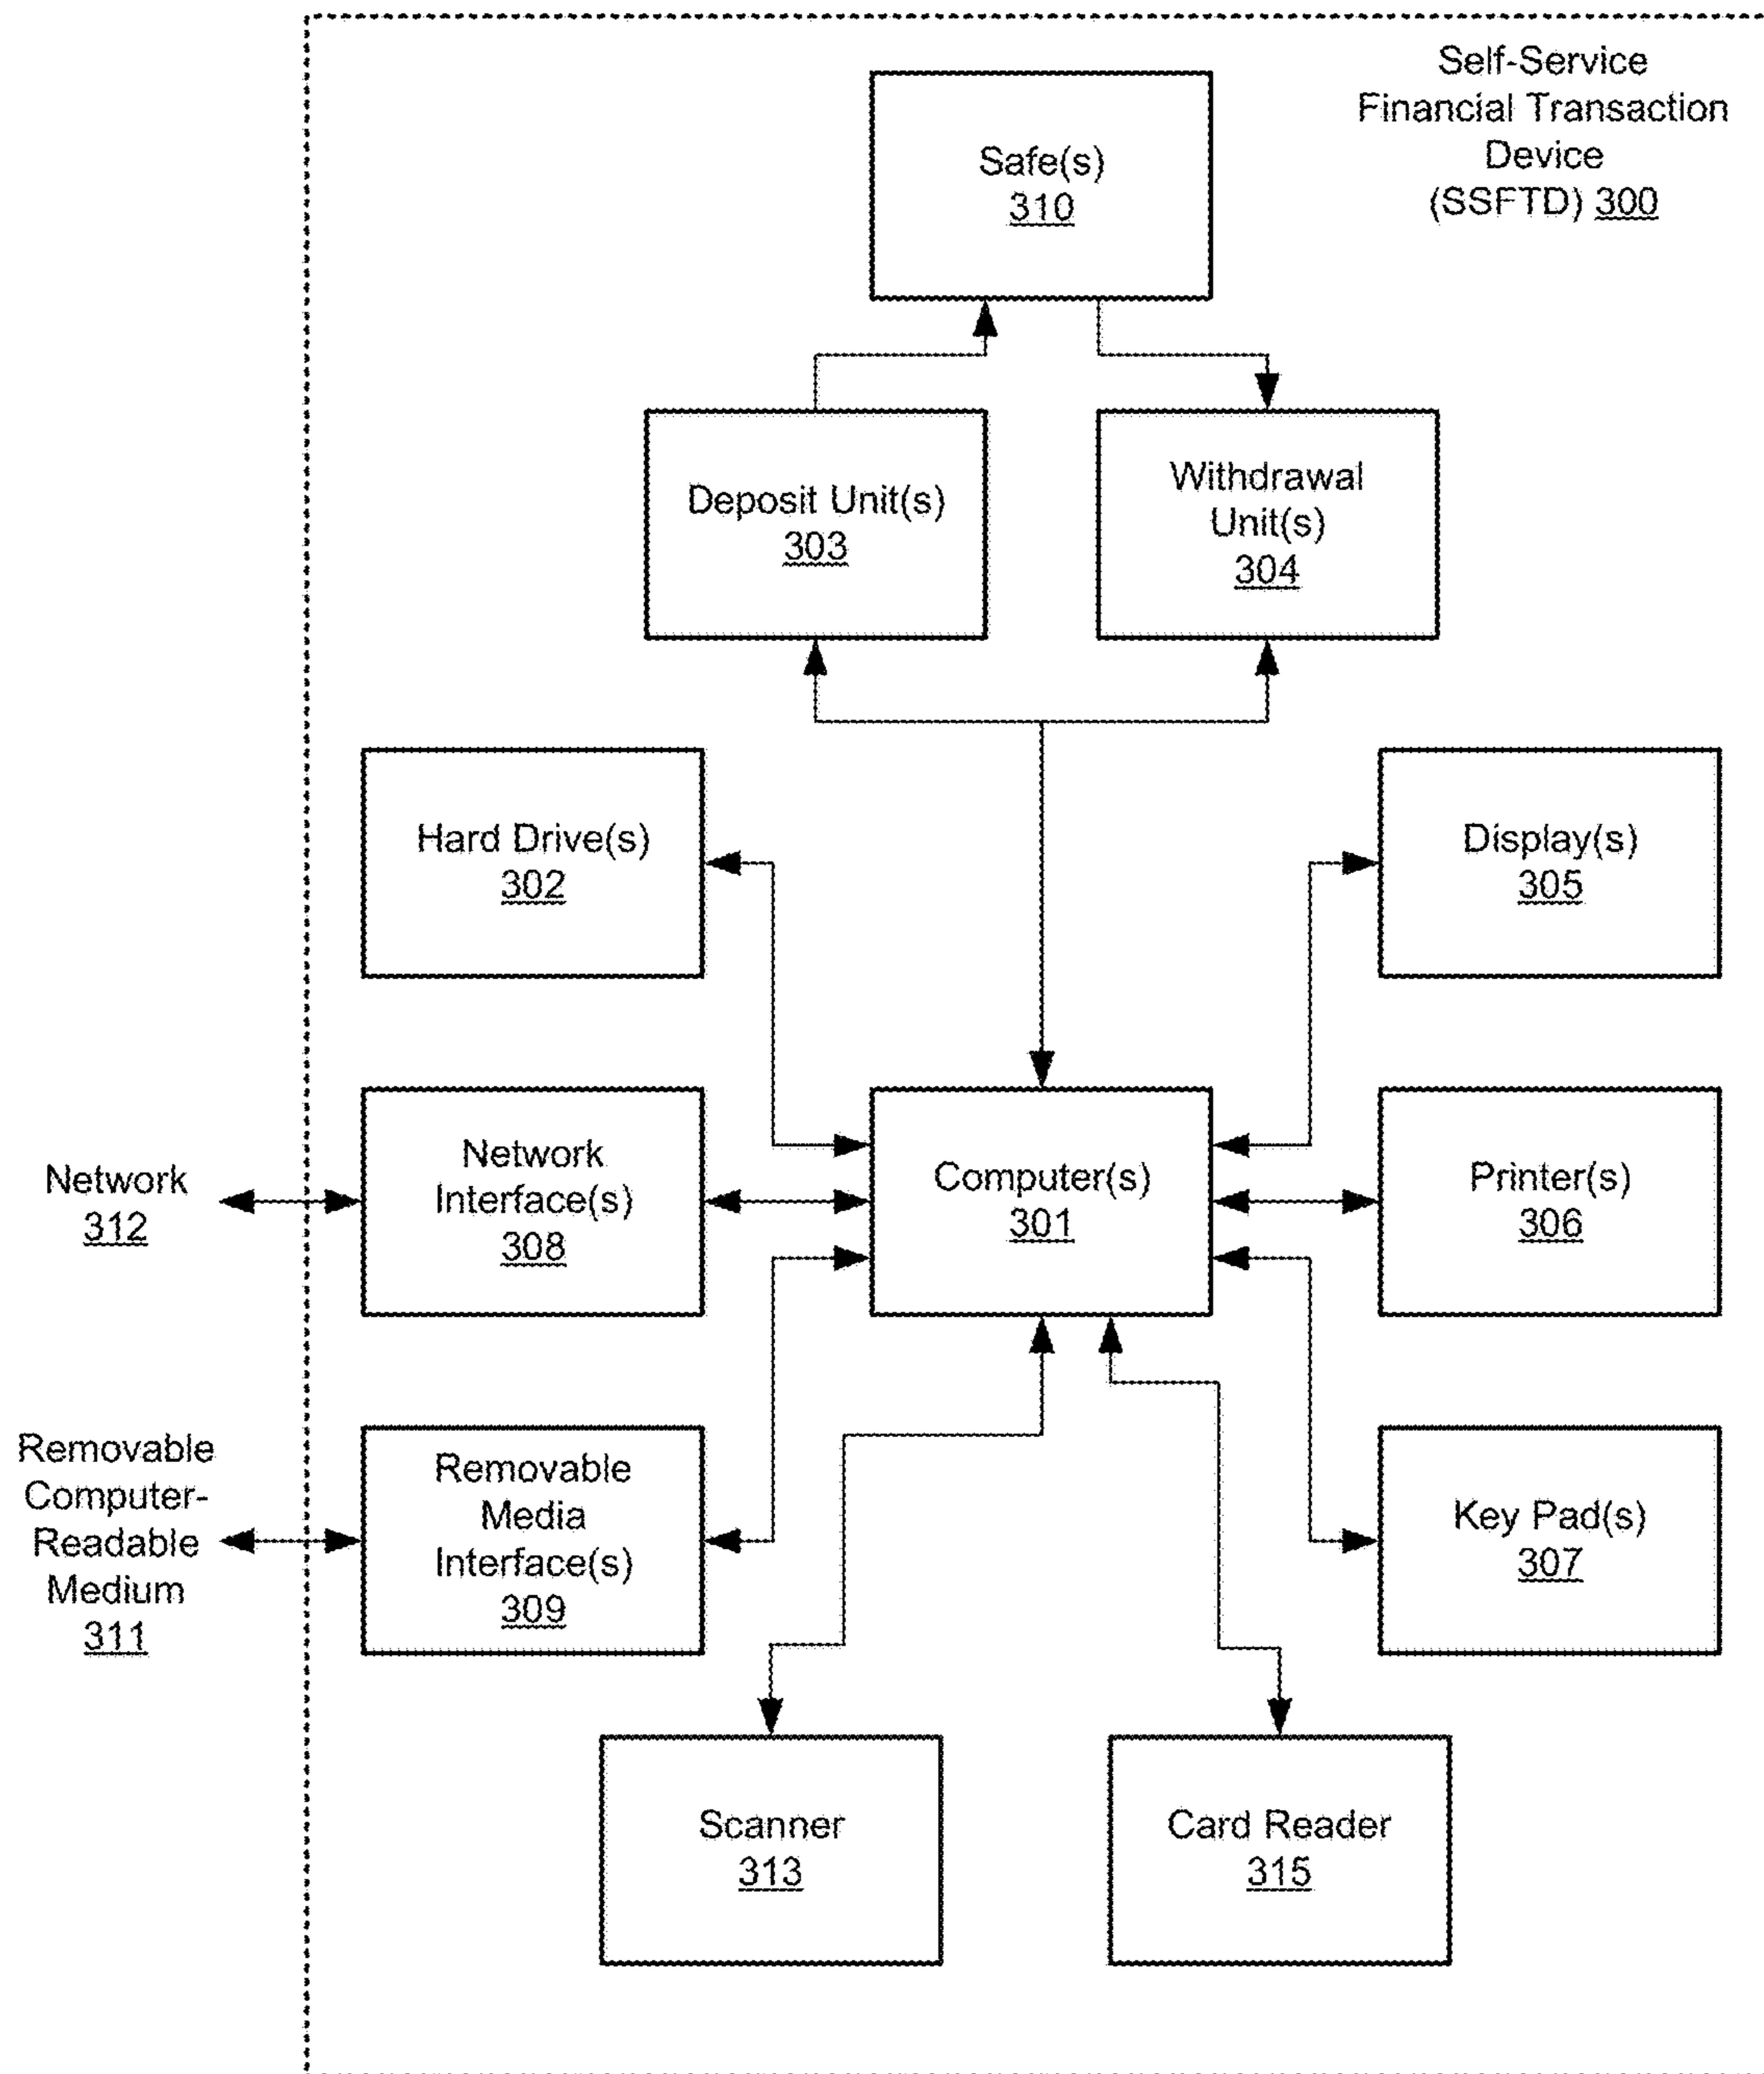 Self-Service
Financial Transaction
Device
(SSFTD) 300
Safe(s)
310
Deposit Unit(s)
303
Withdrawal
Unit(s)
304
Hard Drive(s)
302
Display(s)
305
Network
312
Network
Interface(s)
308
Computer(s)
301
Printer(s)
306
Removable
Computer-
Readable
Medium
311
Removable
Media
Interface(s)
309
Key Pad(s)
307
Scanner
313
Card Reader
315